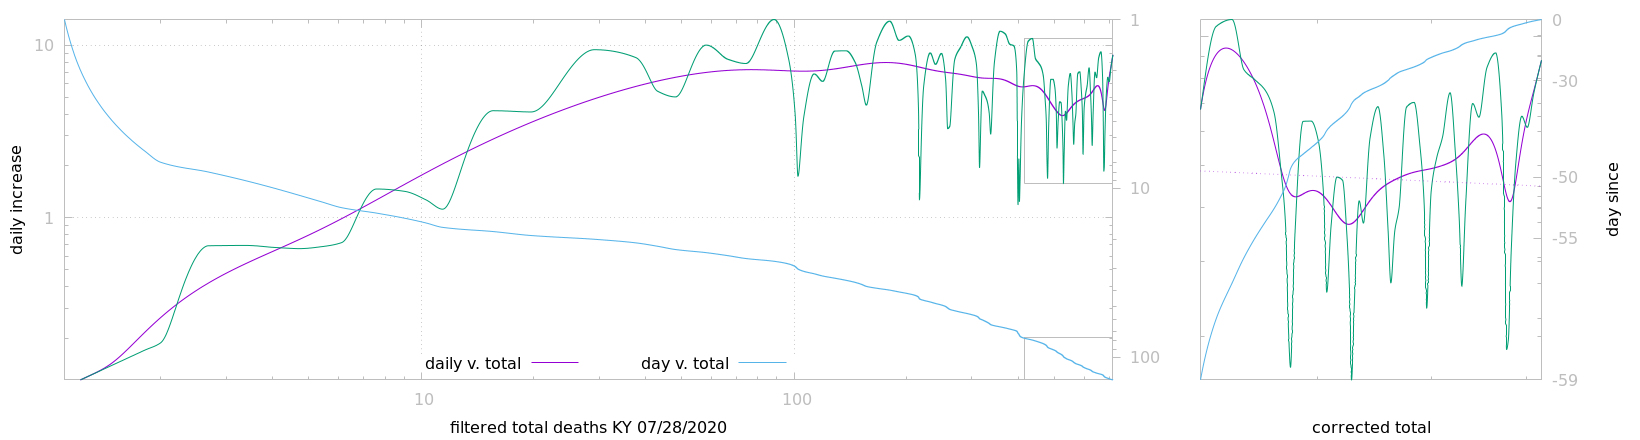 daily increase
10
1
10
100
daily v. total
day v. total
filtered total deaths KY 07/28/2020
1
10
100
0
-30
-50
-55
-59
day since
corrected total